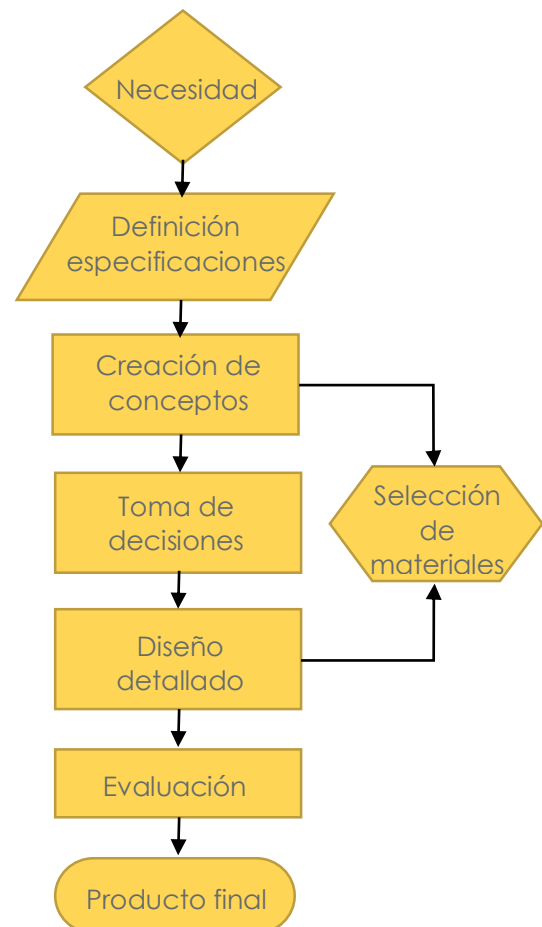 Necesidad
Definición
especificaciones
Creación de
conceptos
Toma de
decisiones
Selección
de
materiales
Diseño
detallado
Evaluación
Producto final